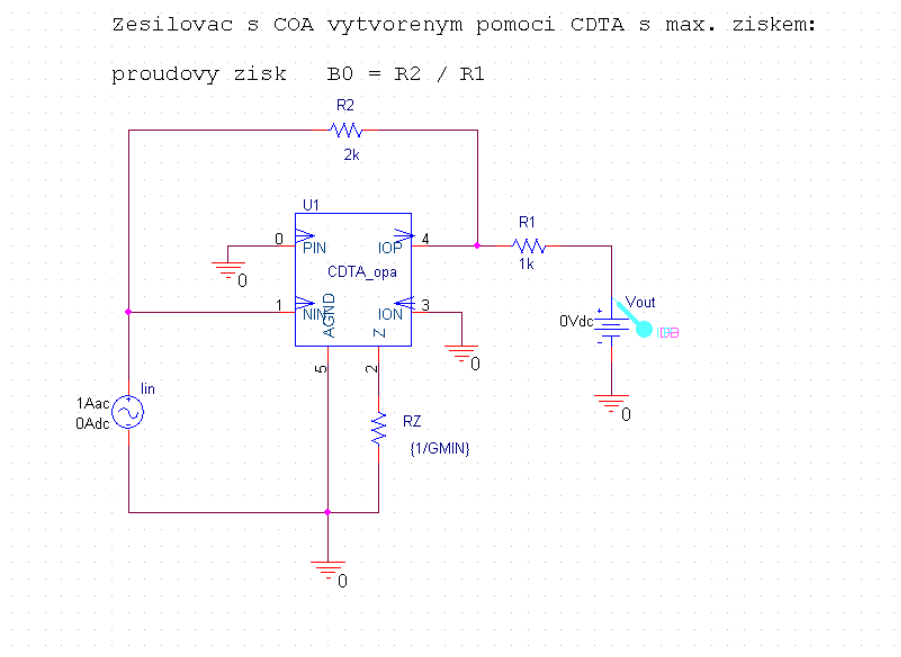 Zesilovac s COA vytvorenym pomoci CDTA s max. ziskem:
proudovy zisk B0 = R2 / R1
R2
2k
U1
0
PIN
IOP
4
R1
1k
0
CDTA_opa
1
NIN
AGND
ION
3
Z
0Vdc
+
-
Vout
0
0
5
2
Iin
1Aac
0Adc
+
-
RZ
{1/GMIN}
0